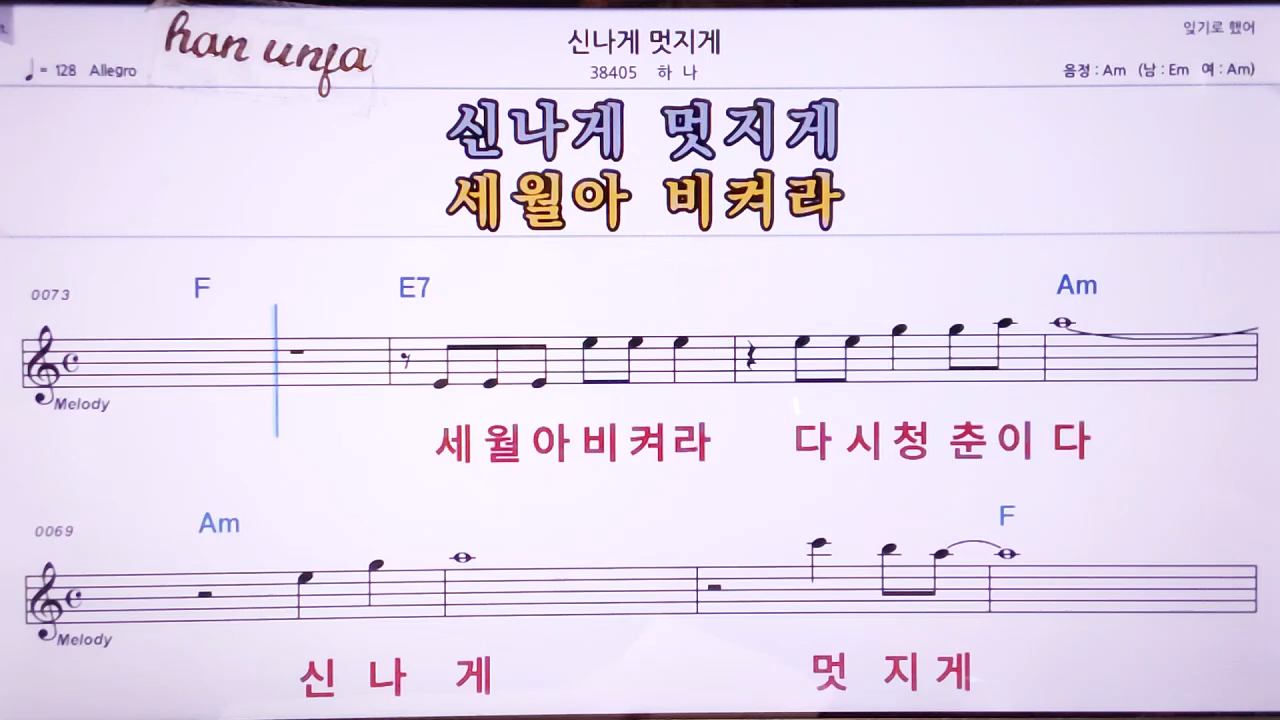 han unja
신나게 멋지게
잊기로 했어
= 128 Allegro
38405 하 나
음정 : Am (남 : Em 여 : Am)
신나게 멋지게
세월아 비켜라
F E7 Am
0073
Melody
세 월 아 비 켜 라 다 시 청 춘 이 다
Am F
0069
Melody
신 나 게 멋 지 게